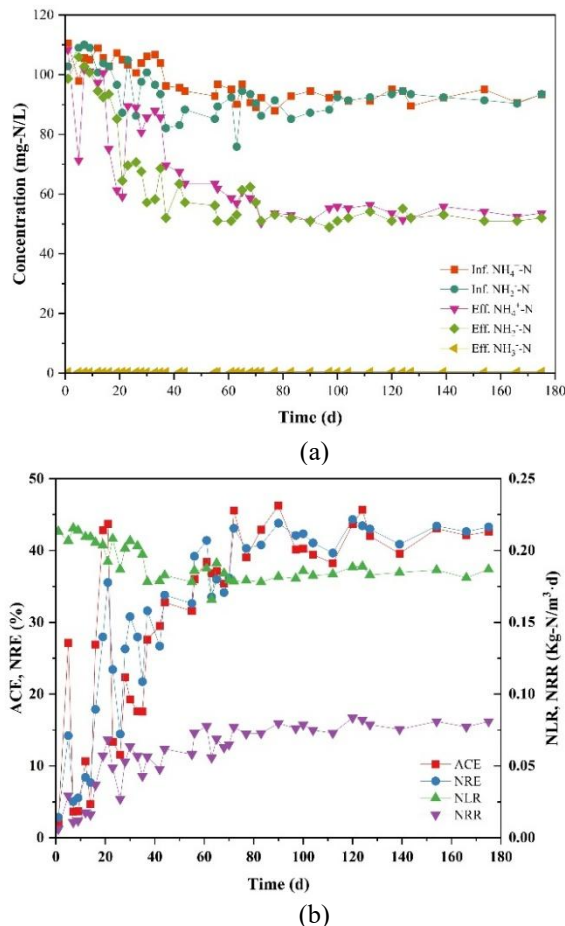 Concentration (mg-N/L)
120
100
80
60
40
20
0
Inf. NH₄⁺-N
Inf. NH₂⁻-N
Eff. NH₄⁺-N
Eff. NH₂⁻-N
Eff. NH₃⁻-N
0 20 40 60 80 100 120 140 160 180
Time (d)
(a)
ACE, NRE (%)
50
40
30
20
10
0
ACE
NRE
NLR
NRR
0.25
0.20
0.15
0.10
0.05
0.00
NLR, NRR (Kg-N/m³·d)
0 20 40 60 80 100 120 140 160 180
Time (d)
(b)